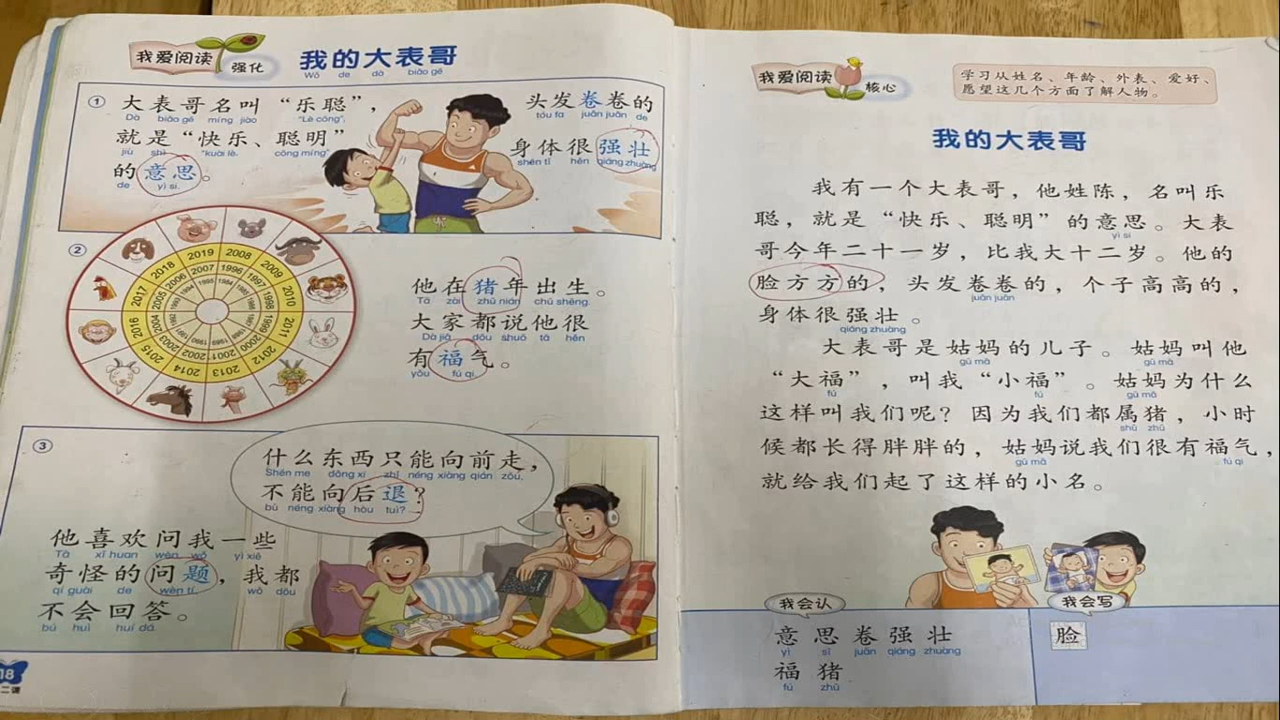 我爱阅读
强化
我的大表哥
Wǒ de dà biǎo gē
① 大表哥名叫“乐聪”，
Dà biǎo gē míng jiào “Lè cōng”,
就是“快乐、聪明”
jiù shì “kuài lè、cōng míng”
的意思。
de yì si.
头发卷卷的
tóu fa juǎn juǎn de
身体很强壮
shēn tǐ hěn qiáng zhuàng
②
2019 2008 2009 2010 2011 2012 2013 2014 2015 2016 2017 2018
2007 1996 1997 1998 1999 2000 2001 2002 2003 2004 2005 2006
他在猪年出生。
Tā zài zhū nián chū shēng.
大家都说他很
Dà jiā dōu shuō tā hěn
有福气。
yǒu fú qi.
③
什么东西只能向前走，
Shén me dōng xi zhǐ néng xiàng qián zǒu,
不能向后退？
bù néng xiàng hòu tuì?
他喜欢问我一些
Tā xǐ huan wèn wǒ yì xiē
奇怪的问题，我都
qí guài de wèn tí, wǒ dōu
不会回答。
bú huì huí dá.
18
二课
我爱阅读
核心
学习从姓名、年龄、外表、爱好、
愿望这几个方面了解人物。
我的大表哥
我有一个大表哥，他姓陈，名叫乐
聪，就是“快乐、聪明”的意思。大表
yì si
哥今年二十一岁，比我大十二岁。他的
脸方方的，头发卷卷的，个子高高的，
juǎn juǎn
身体很强壮。
qiáng zhuàng
大表哥是姑妈的儿子。姑妈叫他
gū mā gū mā
“大福”，叫我“小福”。姑妈为什么
fú fú gū mā
这样叫我们呢？因为我们都属猪，小时
shǔ zhū
候都长得胖胖的，姑妈说我们很有福气，
gū mā fú qi
就给我们起了这样的小名。
我会认
意思卷强壮
yì sī juǎn qiáng zhuàng
福猪
fú zhū
我会写
脸